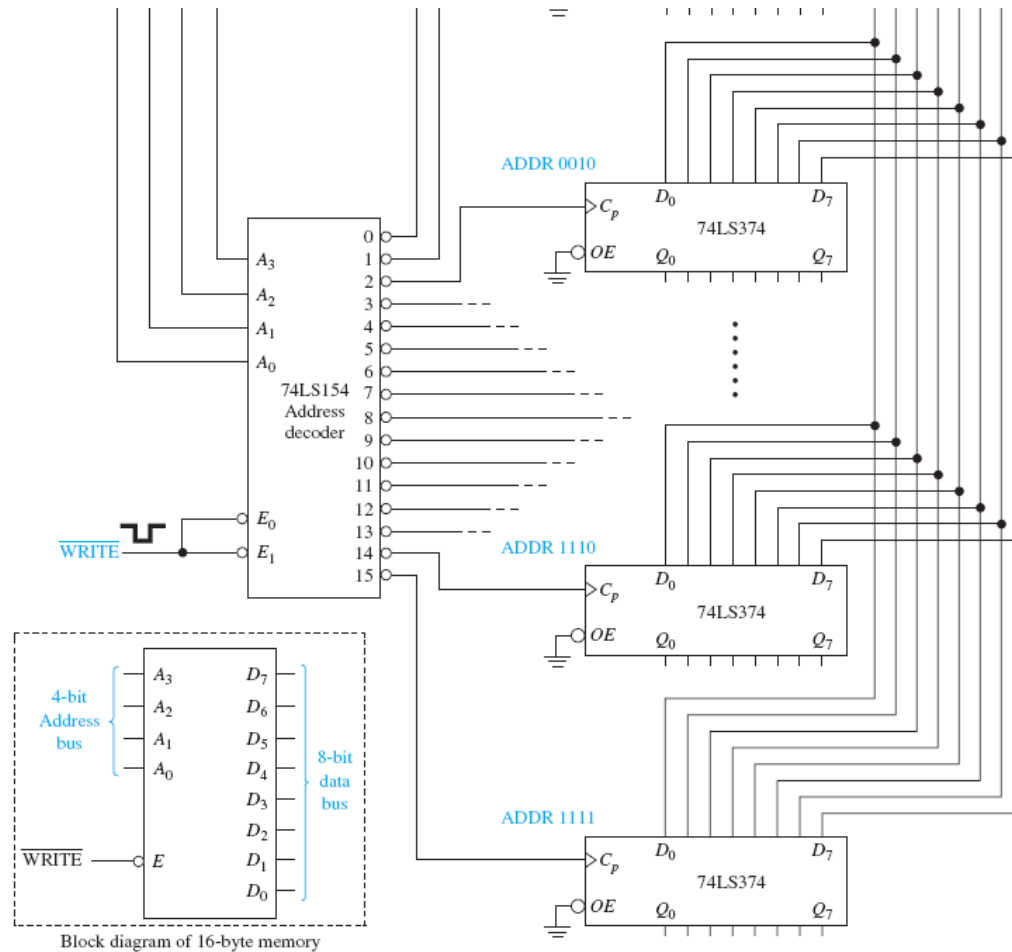 ADDR 0010
D₀
D₇
Cₚ
74LS374
OE
Q₀
Q₇
0
1
2
3
4
5
6
7
8
9
10
11
12
13
14
15
A₃
A₂
A₁
A₀
74LS154
Address
decoder
E₀
E₁
WRITE
ADDR 1110
D₀
D₇
Cₚ
74LS374
OE
Q₀
Q₇
A₃
A₂
A₁
A₀
4-bit
Address
bus
D₇
D₆
D₅
D₄
D₃
D₂
D₁
D₀
8-bit
data
bus
WRITE
E
Block diagram of 16-byte memory
ADDR 1111
D₀
D₇
Cₚ
74LS374
OE
Q₀
Q₇